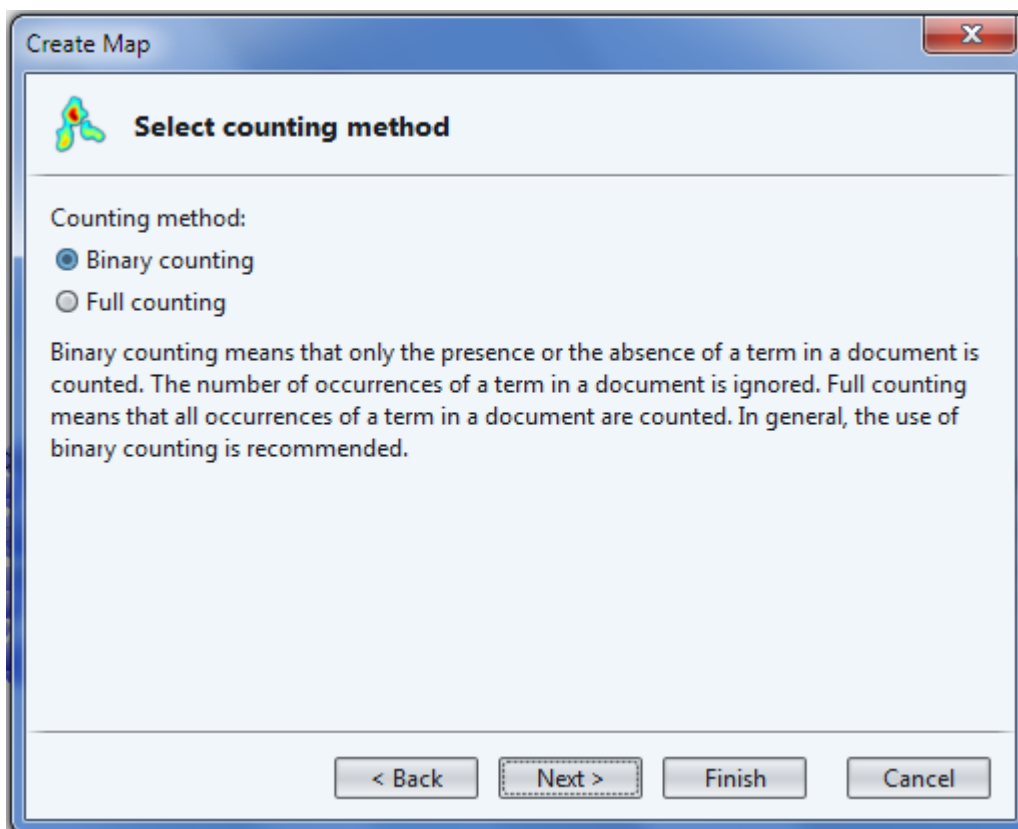 Create Map
Select counting method
Counting method:
Binary counting
Full counting
Binary counting means that only the presence or the absence of a term in a document is
counted. The number of occurrences of a term in a document is ignored. Full counting
means that all occurrences of a term in a document are counted. In general, the use of
binary counting is recommended.
< Back Next > Finish Cancel